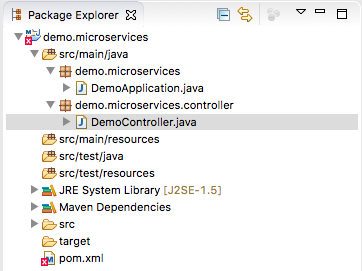 Package Explorer
demo.microservices
src/main/java
demo.microservices
DemoApplication.java
demo.microservices.controller
DemoController.java
src/main/resources
src/test/java
src/test/resources
JRE System Library [J2SE-1.5]
Maven Dependencies
src
target
pom.xml